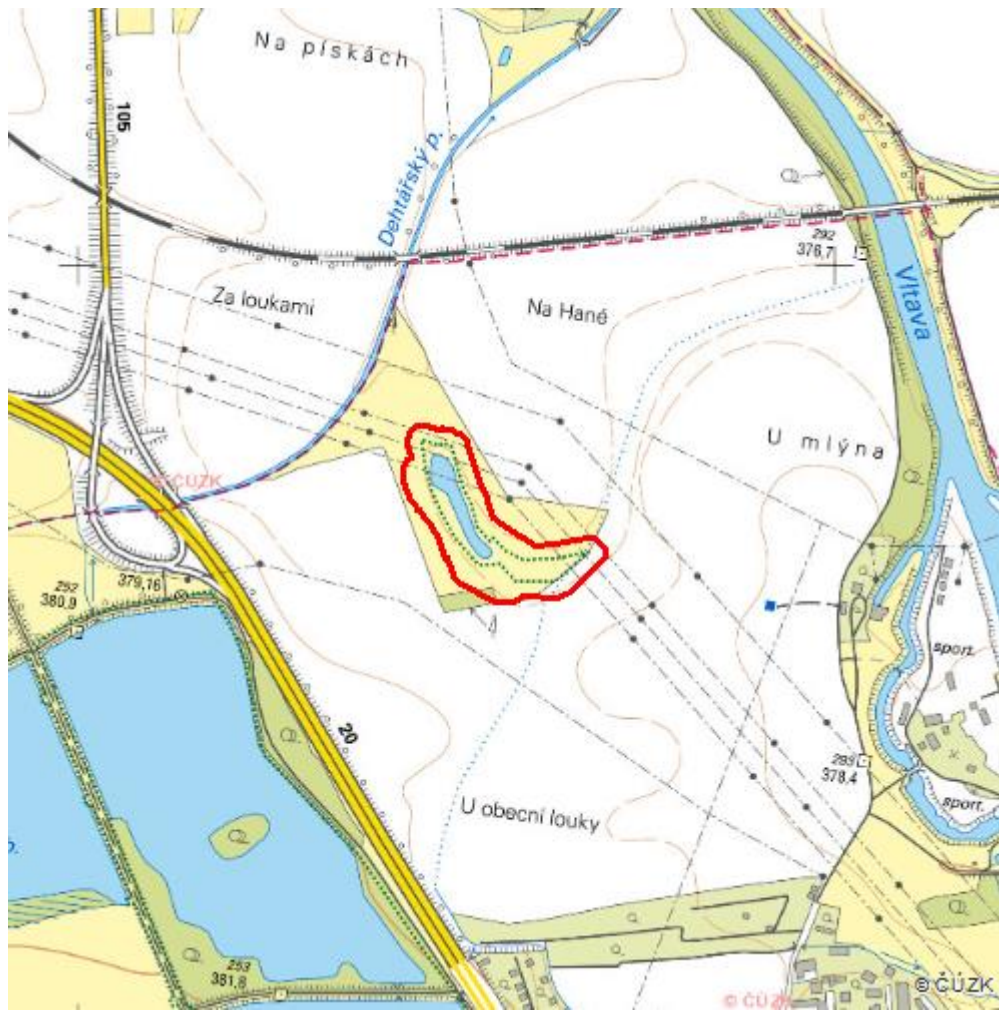 Na pískách
105
Dehtářský p.
292
376,7
Za loukami
Na Hané
Vltava
U mlýna
© ČÚZK
252
380,9
379,16
sport.
20
293
378,4
U obecní louky
sport.
p.
253
381,8
© ČÚZK
© ČÚZK